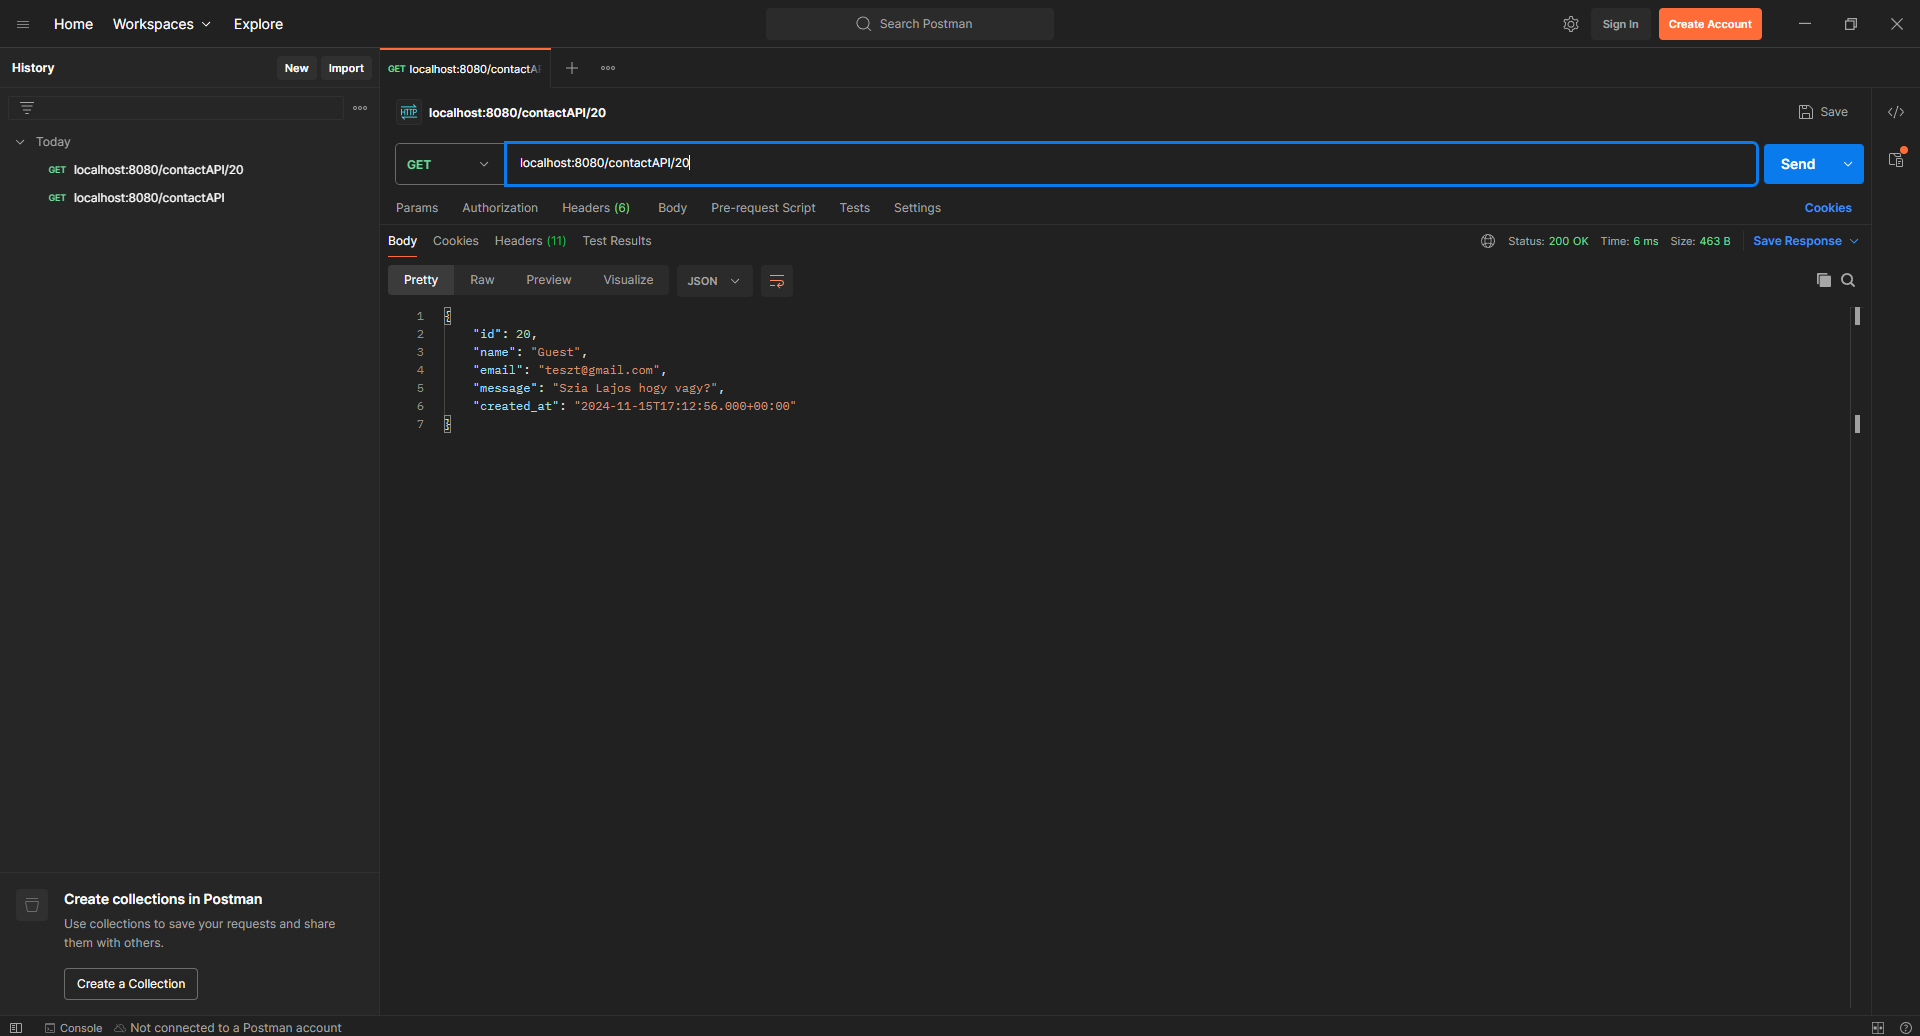 Home Workspaces Explore Search Postman Sign In Create Account
History New Import
GET localhost:8080/contactAP
HTTP localhost:8080/contactAPI/20 Save
Today
GET localhost:8080/contactAPI/20
GET localhost:8080/contactAPI
GET localhost:8080/contactAPI/20 Send
Params Authorization Headers (6) Body Pre-request Script Tests Settings Cookies
Body Cookies Headers (11) Test Results Status: 200 OK Time: 6 ms Size: 463 B Save Response
Pretty Raw Preview Visualize JSON
1 {
2 "id": 20,
3 "name": "Guest",
4 "email": "teszt@gmail.com",
5 "message": "Szia Lajos hogy vagy?",
6 "created_at": "2024-11-15T17:12:56.000+00:00"
7 }
Create collections in Postman
Use collections to save your requests and share
them with others.
Create a Collection
Console Not connected to a Postman account